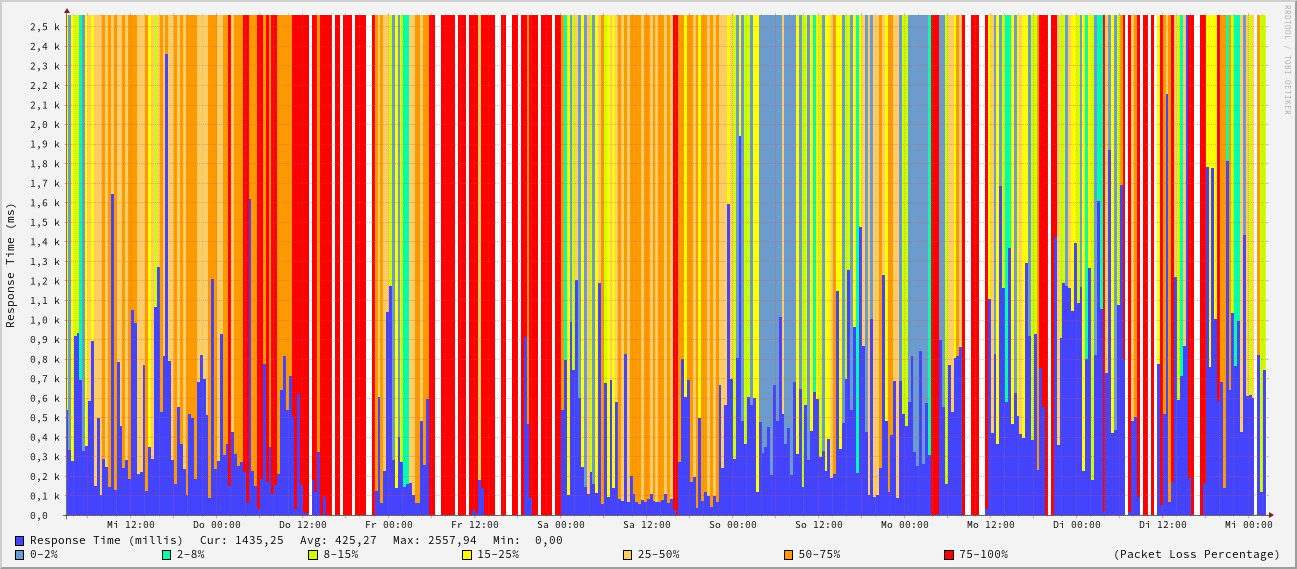 RRDTOOL / TOBI OETIKER
Response Time (ms)
2,5 k
2,4 k
2,3 k
2,2 k
2,1 k
2,0 k
1,9 k
1,8 k
1,7 k
1,6 k
1,5 k
1,4 k
1,3 k
1,2 k
1,1 k
1,0 k
0,9 k
0,8 k
0,7 k
0,6 k
0,5 k
0,4 k
0,3 k
0,2 k
0,1 k
0,0
Mi 12:00 Do 00:00 Do 12:00 Fr 00:00 Fr 12:00 Sa 00:00 Sa 12:00 So 00:00 So 12:00 Mo 00:00 Mo 12:00 Di 00:00 Di 12:00 Mi 00:00
Response Time (millis) Cur: 1435,25 Avg: 425,27 Max: 2557,94 Min: 0,00
0-2% 2-8% 8-15% 15-25% 25-50% 50-75% 75-100% (Packet Loss Percentage)